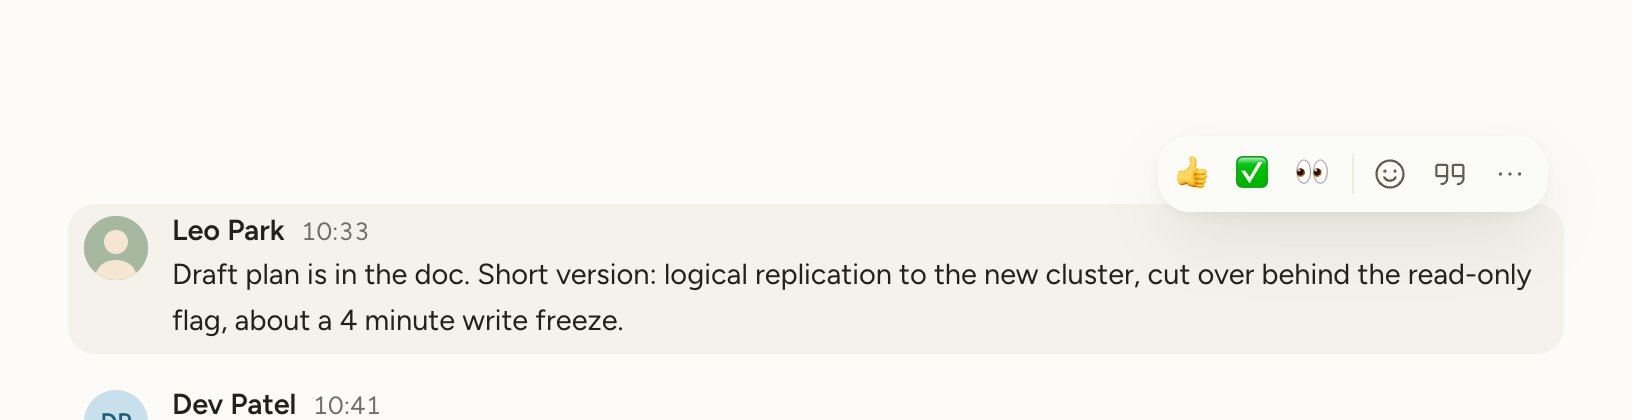 Leo Park 10:33
Draft plan is in the doc. Short version: logical replication to the new cluster, cut over behind the read-only
flag, about a 4 minute write freeze.
Dev Patel 10:41